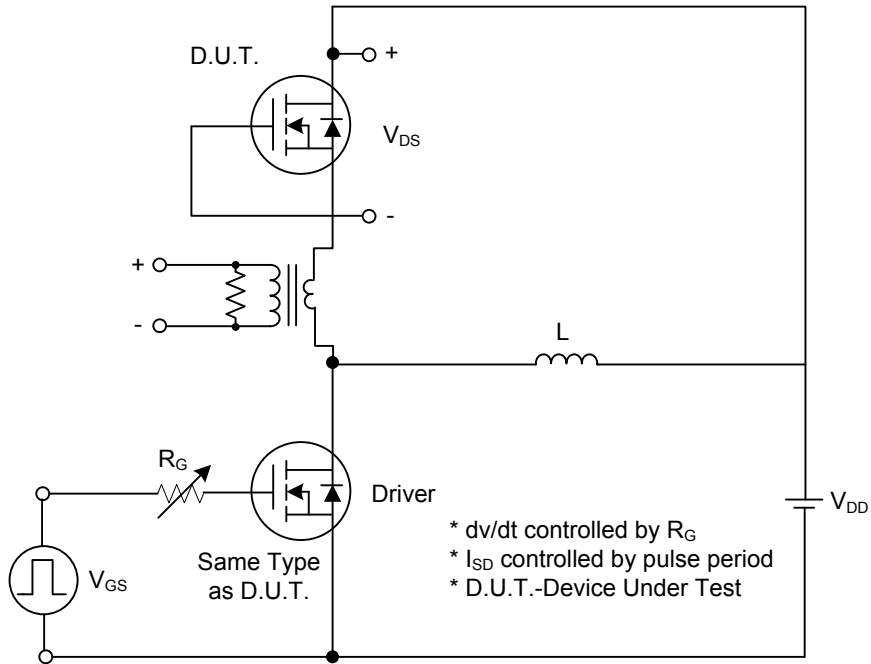 D.U.T.
+
V_DS
-
+
-
L
R_G
Driver
V_DD
V_GS
Same Type
as D.U.T.
* dv/dt controlled by R_G
* I_SD controlled by pulse period
* D.U.T.-Device Under Test